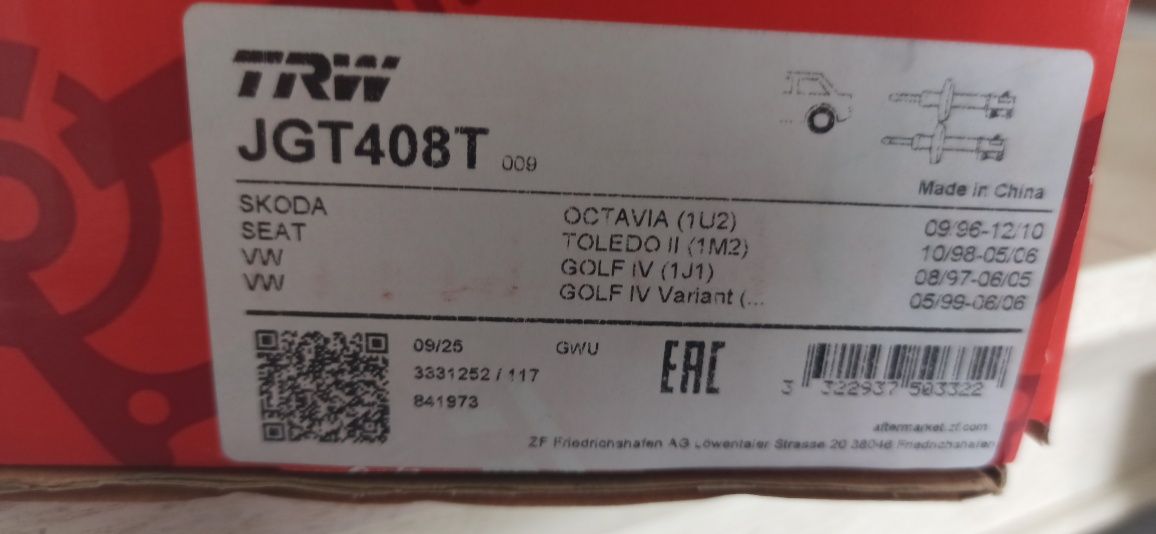 TRW
JGT408T 009
Made in China
SKODA OCTAVIA (1U2) 09/96-12/10
SEAT TOLEDO II (1M2) 10/98-05/06
VW GOLF IV (1J1) 08/97-06/05
VW GOLF IV Variant (... 05/99-06/06
09/25 GWU EAC
3331252 / 117
841973
3 322937 503322
aftermarket.zf.com
ZF Friedrichshafen AG Löwentaler Strasse 20 38046 Friedrichshafen